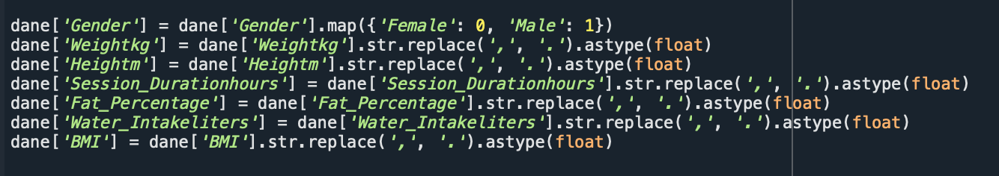 dane['Gender'] = dane['Gender'].map({'Female': 0, 'Male': 1})
dane['Weightkg'] = dane['Weightkg'].str.replace(',', '.').astype(float)
dane['Heightm'] = dane['Heightm'].str.replace(',', '.').astype(float)
dane['Session_Durationhours'] = dane['Session_Durationhours'].str.replace(',', '.').astype(float)
dane['Fat_Percentage'] = dane['Fat_Percentage'].str.replace(',', '.').astype(float)
dane['Water_Intakeliters'] = dane['Water_Intakeliters'].str.replace(',', '.').astype(float)
dane['BMI'] = dane['BMI'].str.replace(',', '.').astype(float)